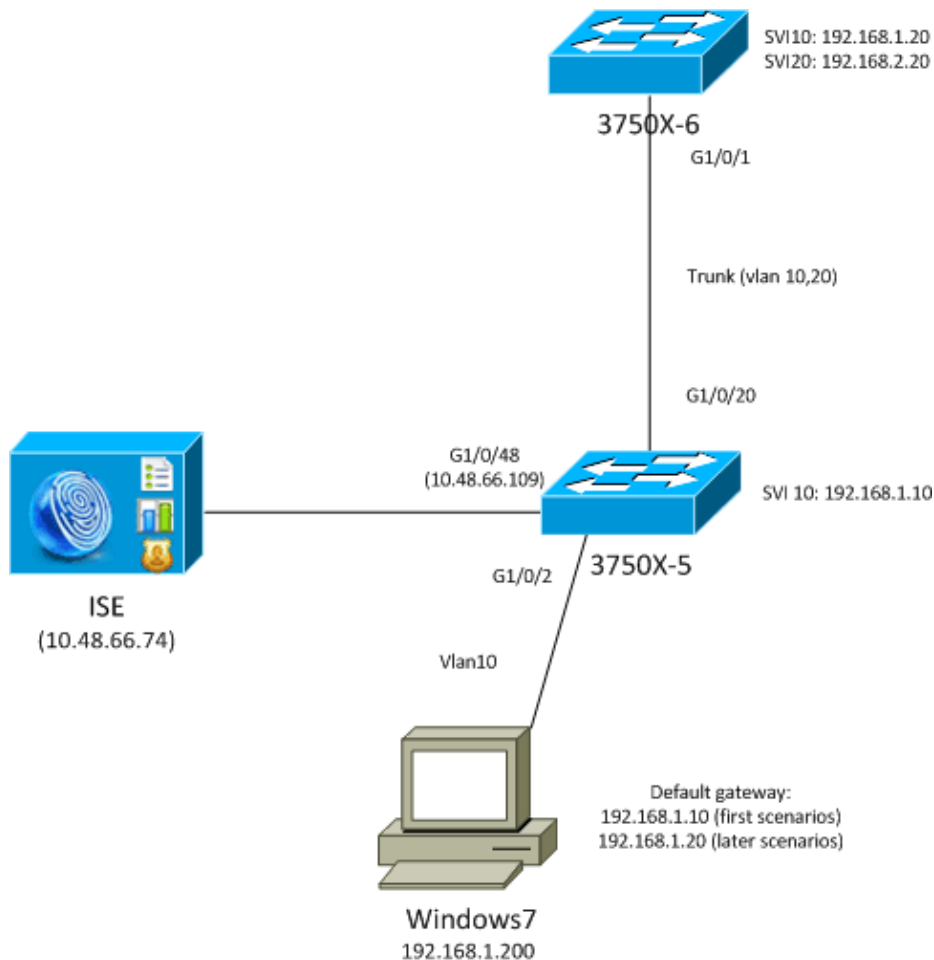 SVI10: 192.168.1.20
SVI20: 192.168.2.20
3750X-6
G1/0/1
Trunk (vlan 10,20)
G1/0/20
G1/0/48
(10.48.66.109)
SVI 10: 192.168.1.10
3750X-5
G1/0/2
ISE
(10.48.66.74)
Vlan10
Default gateway:
192.168.1.10 (first scenarios)
192.168.1.20 (later scenarios)
Windows7
192.168.1.200